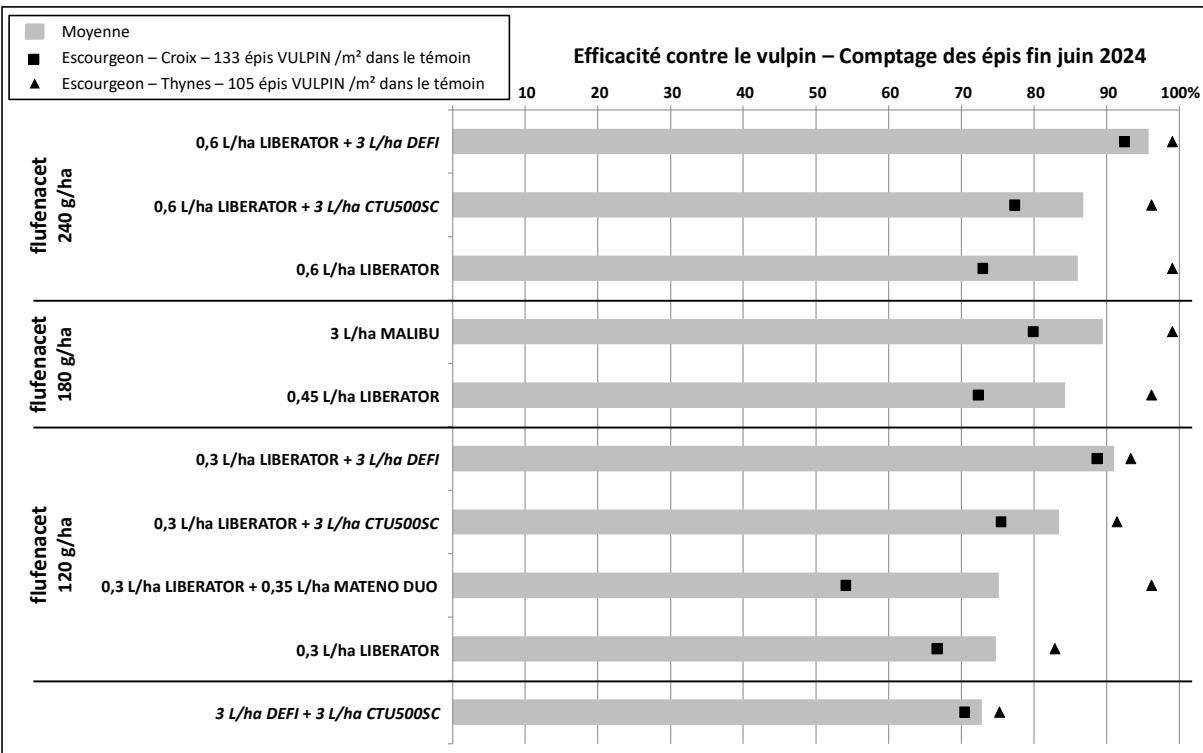 Moyenne
Escourgeon – Croix – 133 épis VULPIN /m² dans le témoin
Escourgeon – Thynes – 105 épis VULPIN /m² dans le témoin
Efficacité contre le vulpin – Comptage des épis fin juin 2024
10 20 30 40 50 60 70 80 90 100%
flufenacet
240 g/ha
0,6 L/ha LIBERATOR + 3 L/ha DEFI
0,6 L/ha LIBERATOR + 3 L/ha CTU500SC
0,6 L/ha LIBERATOR
flufenacet
180 g/ha
3 L/ha MALIBU
0,45 L/ha LIBERATOR
flufenacet
120 g/ha
0,3 L/ha LIBERATOR + 3 L/ha DEFI
0,3 L/ha LIBERATOR + 3 L/ha CTU500SC
0,3 L/ha LIBERATOR + 0,35 L/ha MATENO DUO
0,3 L/ha LIBERATOR
3 L/ha DEFI + 3 L/ha CTU500SC